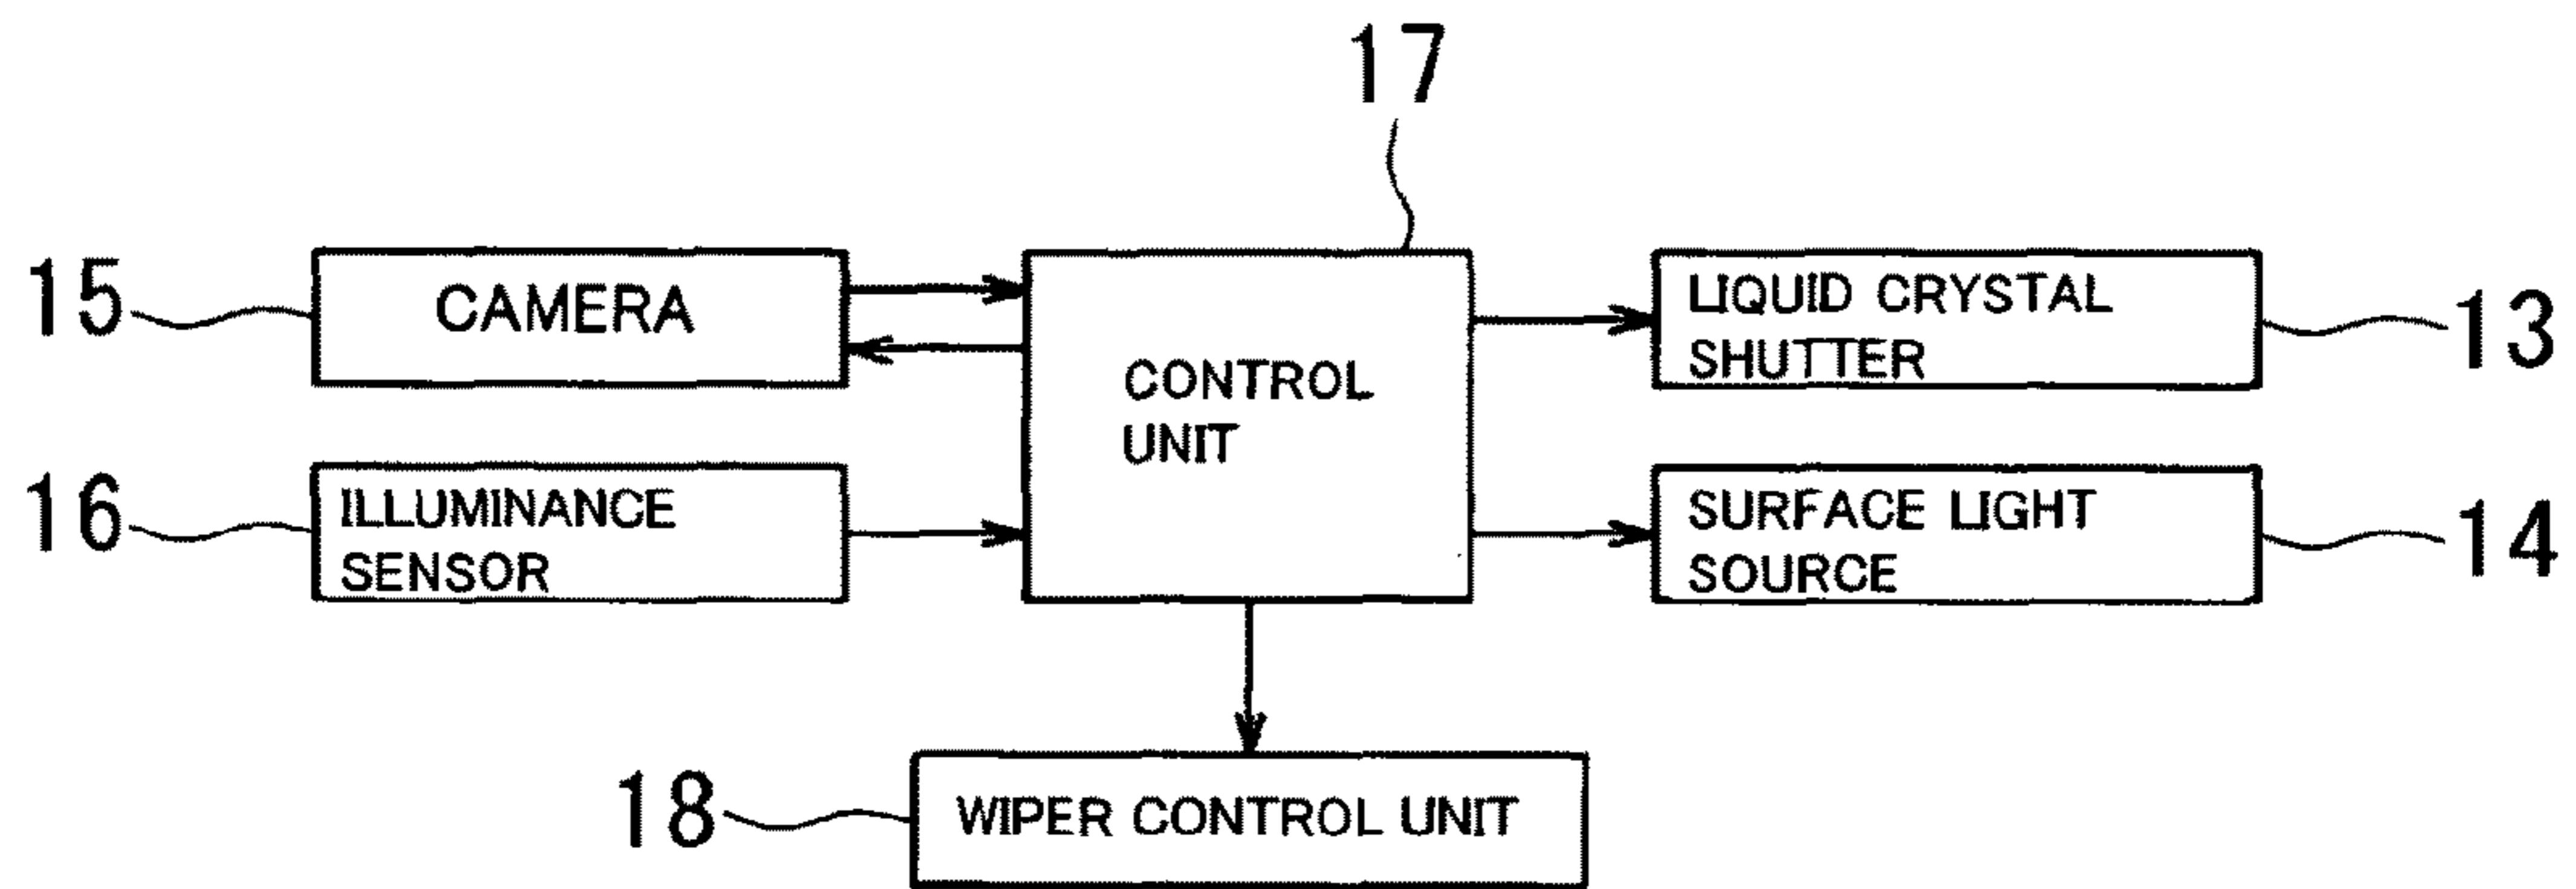 17
15
CAMERA
CONTROL
UNIT
LIQUID CRYSTAL
SHUTTER
13
16
ILLUMINANCE
SENSOR
SURFACE LIGHT
SOURCE
14
18
WIPER CONTROL UNIT